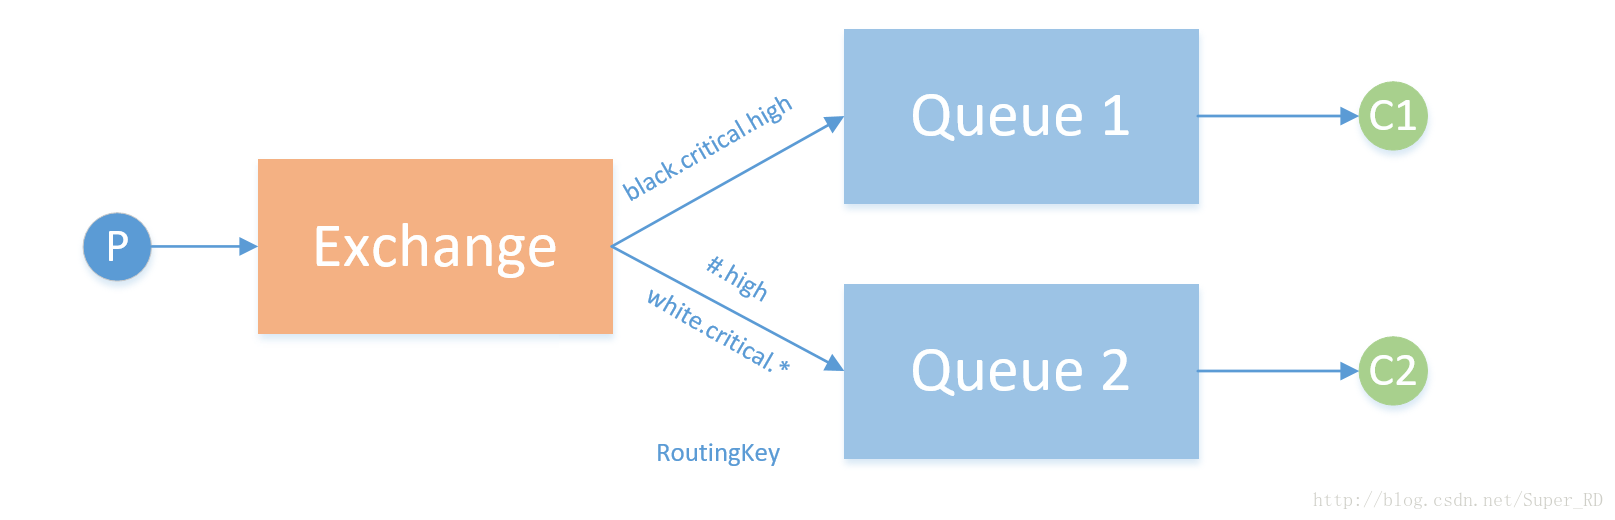 P
Exchange
black.critical.high
#.high
white.critical.*
RoutingKey
Queue 1
Queue 2
C1
C2
http://blog.csdn.net/Super_RD